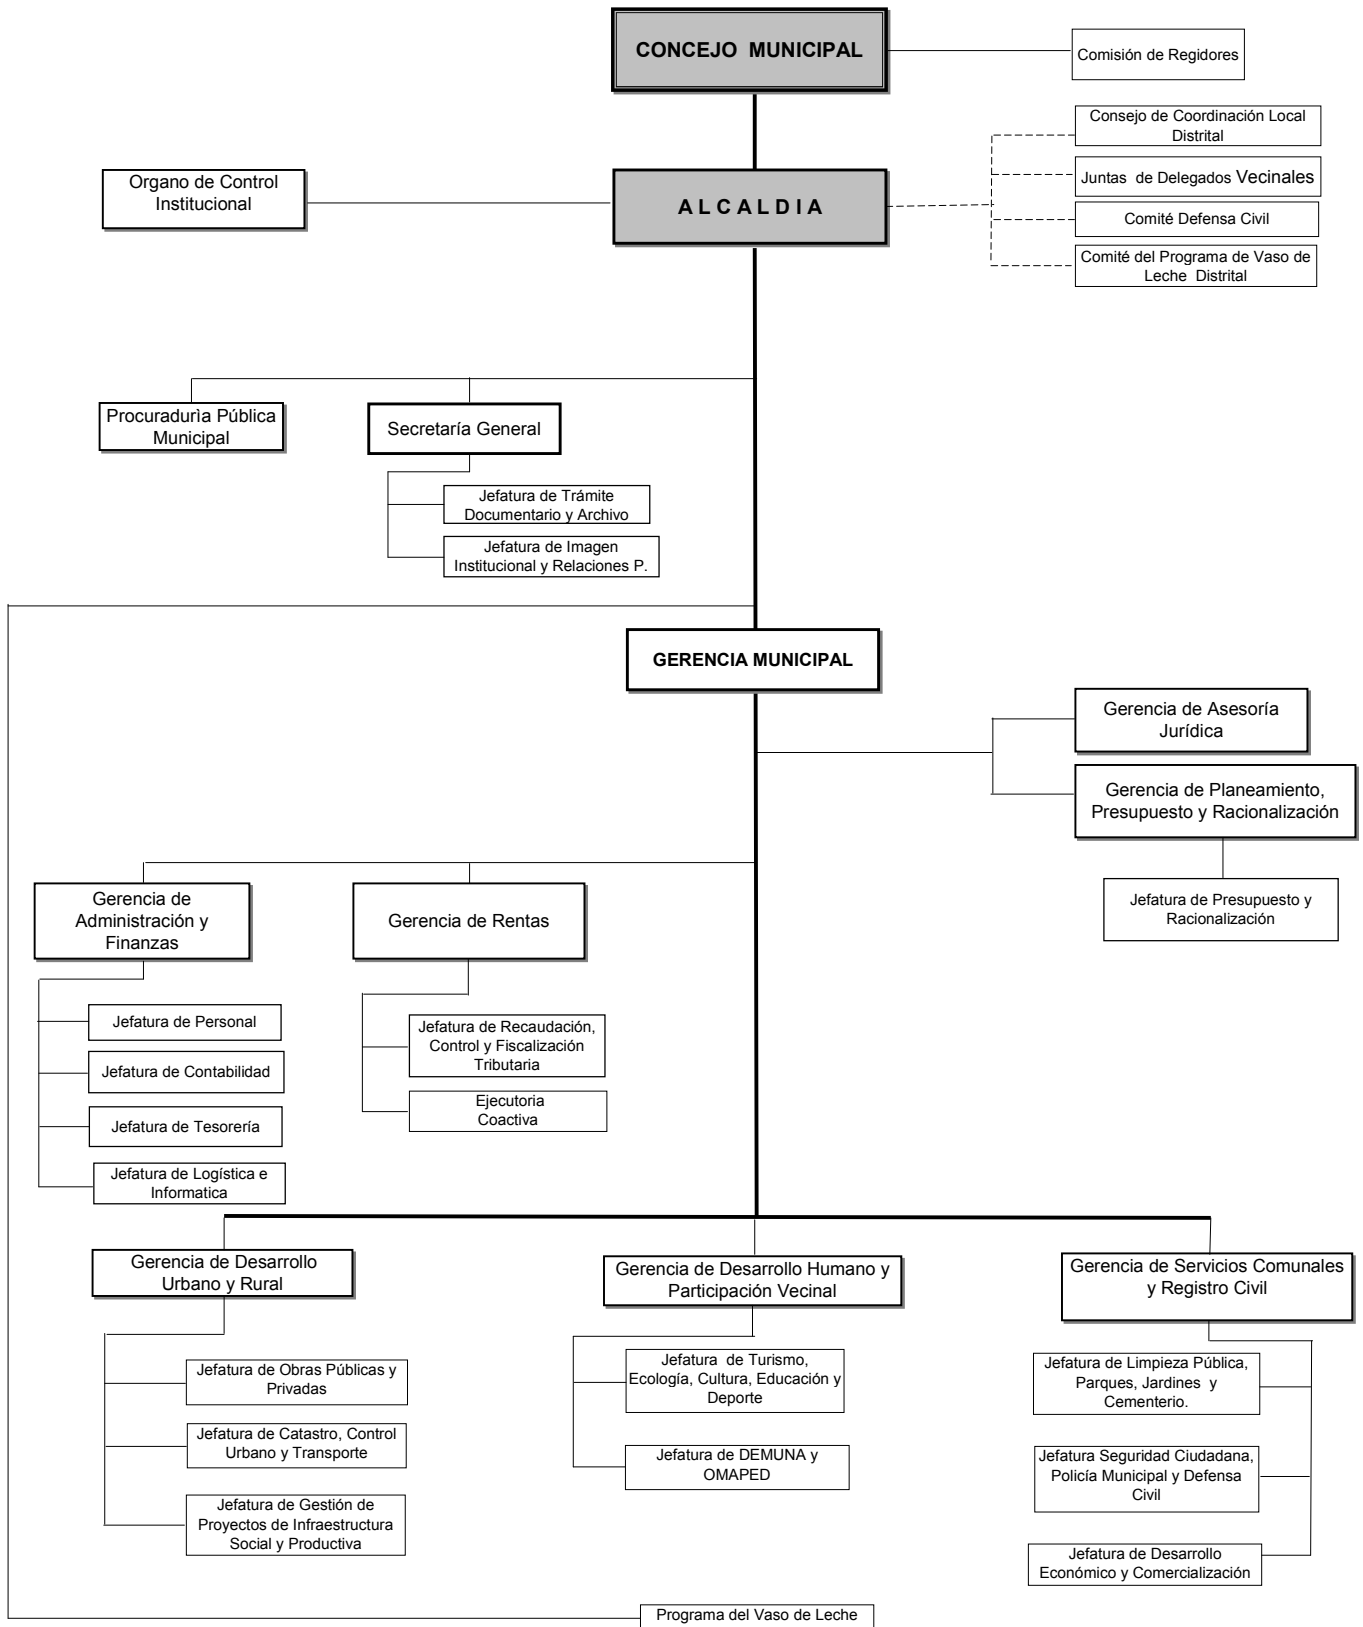 CONCEJO MUNICIPAL
Comisión de Regidores
Consejo de Coordinación Local
Distrital
Organo de Control
Institucional
ALCALDIA
Juntas de Delegados Vecinales
Comité Defensa Civil
Comité del Programa de Vaso de
Leche Distrital
Procuradurìa Pública
Municipal
Secretaría General
Jefatura de Trámite
Documentario y Archivo
Jefatura de Imagen
Institucional y Relaciones P.
GERENCIA MUNICIPAL
Gerencia de Asesoría
Jurídica
Gerencia de Planeamiento,
Presupuesto y Racionalización
Jefatura de Presupuesto y
Racionalización
Gerencia de
Administración y
Finanzas
Gerencia de Rentas
Jefatura de Personal
Jefatura de Contabilidad
Jefatura de Tesorería
Jefatura de Logística e
Informatica
Jefatura de Recaudación,
Control y Fiscalización
Tributaria
Ejecutoria
Coactiva
Gerencia de Desarrollo
Urbano y Rural
Gerencia de Desarrollo Humano y
Participación Vecinal
Gerencia de Servicios Comunales
y Registro Civil
Jefatura de Obras Públicas y
Privadas
Jefatura de Catastro, Control
Urbano y Transporte
Jefatura de Gestión de
Proyectos de Infraestructura
Social y Productiva
Jefatura de Turismo,
Ecología, Cultura, Educación y
Deporte
Jefatura de DEMUNA y
OMAPED
Jefatura de Limpieza Pública,
Parques, Jardines y
Cementerio.
Jefatura Seguridad Ciudadana,
Policía Municipal y Defensa
Civil
Jefatura de Desarrollo
Económico y Comercialización
Programa del Vaso de Leche